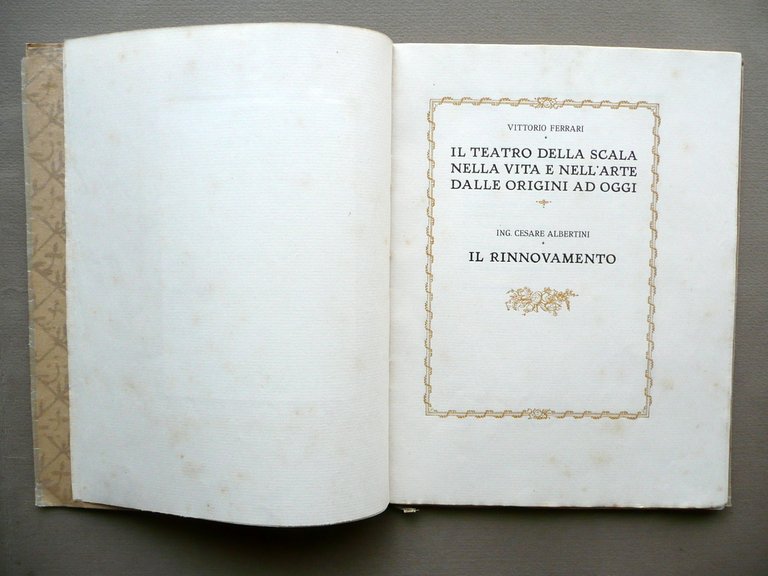 VITTORIO FERRARI
IL TEATRO DELLA SCALA
NELLA VITA E NELL'ARTE
DALLE ORIGINI AD OGGI
ING. CESARE ALBERTINI
IL RINNOVAMENTO